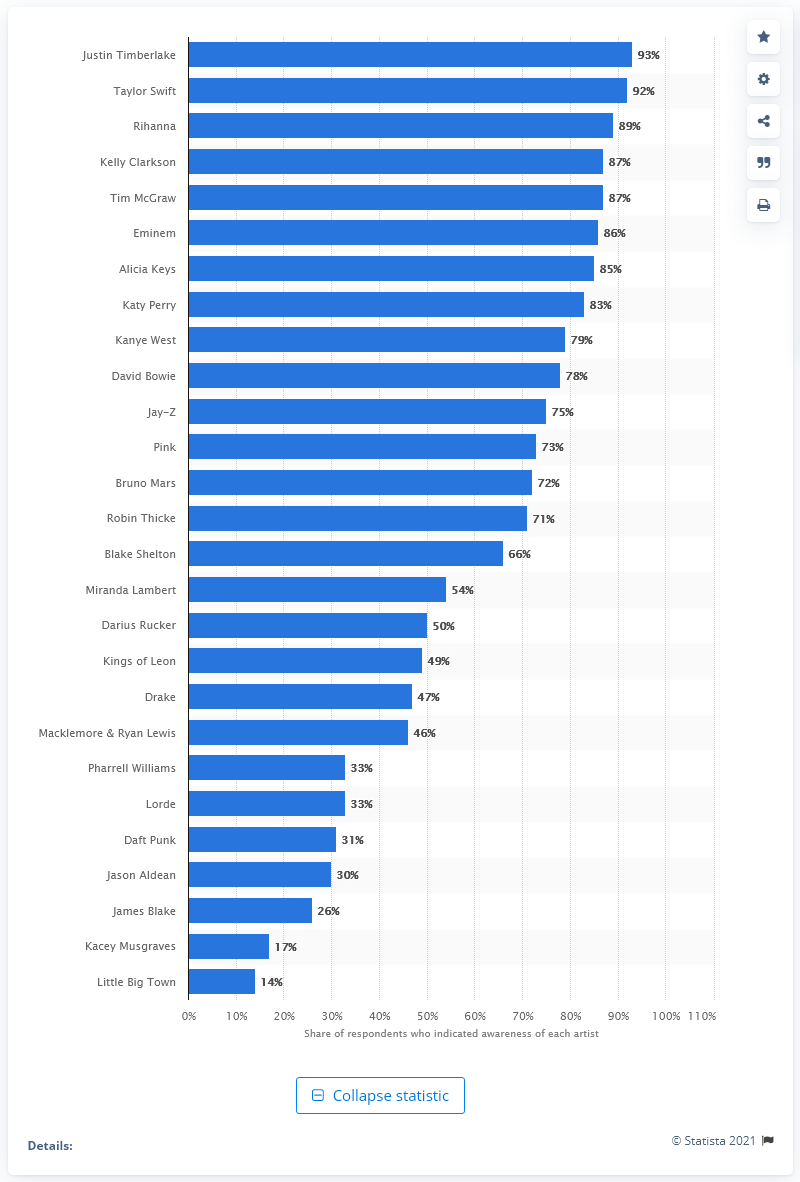 Justin Timberlake 93%
Taylor Swift 92%
Rihanna 89%
Kelly Clarkson 87%
Tim McGraw 87%
Eminem 86%
Alicia Keys 85%
Katy Perry 83%
Kanye West 79%
David Bowie 78%
Jay-Z 75%
Pink 73%
Bruno Mars 72%
Robin Thicke 71%
Blake Shelton 66%
Miranda Lambert 54%
Darius Rucker 50%
Kings of Leon 49%
Drake 47%
Macklemore & Ryan Lewis 46%
Pharrell Williams 33%
Lorde 33%
Daft Punk 31%
Jason Aldean 30%
James Blake 26%
Kacey Musgraves 17%
Little Big Town 14%
0% 10% 20% 30% 40% 50% 60% 70% 80% 90% 100% 110%
Share of respondents who indicated awareness of each artist
Collapse statistic
© Statista 2021
Details: